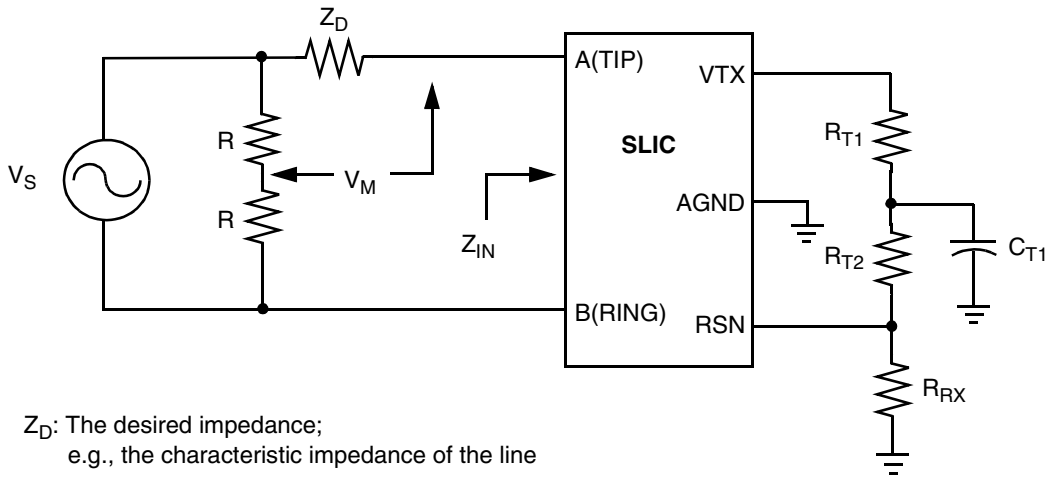 Z_D
A(TIP)
VTX
R_T1
R
SLIC
V_S
V_M
AGND
R
Z_IN
R_T2
C_T1
B(RING)
RSN
R_RX
Z_D: The desired impedance;
e.g., the characteristic impedance of the line